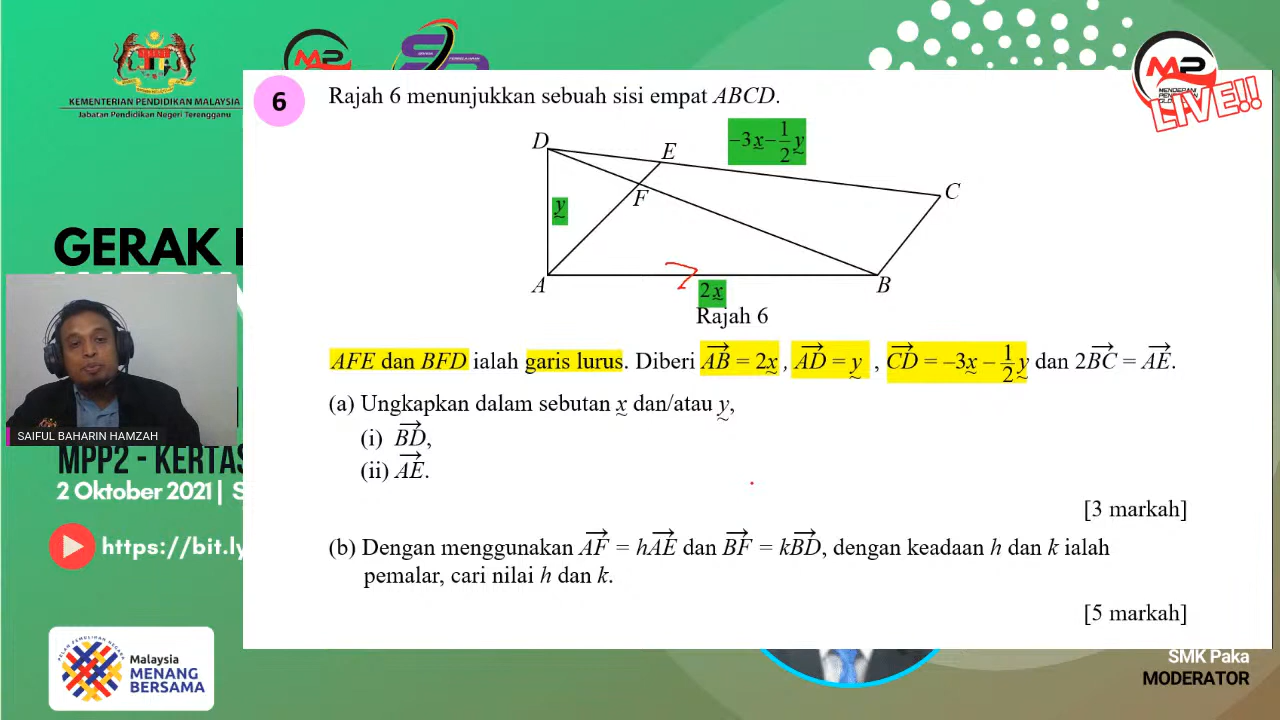 KEMENTERIAN PENDIDIKAN MALAYSIA
Jabatan Pendidikan Negeri Terengganu
MP
MP
LIVE!!
6
Rajah 6 menunjukkan sebuah sisi empat ABCD.
D
E
−3x − 1/2 y
F
C
y
A
2x
B
Rajah 6
AFE dan BFD ialah garis lurus. Diberi AB→ = 2x, AD→ = y, CD→ = −3x − 1/2 y dan 2BC→ = AE→.
(a) Ungkapkan dalam sebutan x dan/atau y,
(i) BD→,
(ii) AE→.
[3 markah]
(b) Dengan menggunakan AF→ = hAE→ dan BF→ = kBD→, dengan keadaan h dan k ialah
pemalar, cari nilai h dan k.
[5 markah]
GERAK
SAIFUL BAHARIN HAMZAH
MPP2 - KERTAS
2 Oktober 2021| S
https://bit.ly
Malaysia
MENANG
BERSAMA
SMK Paka
MODERATOR